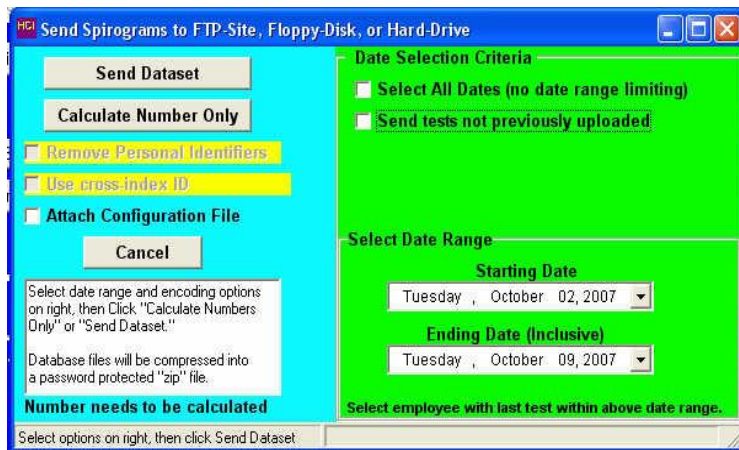 HCI Send Spirograms to FTP-Site, Floppy-Disk, or Hard-Drive
Send Dataset
Calculate Number Only
Remove Personal Identifiers
Use cross-index ID
Attach Configuration File
Cancel
Select date range and encoding options
on right, then Click "Calculate Numbers
Only" or "Send Dataset."
Database files will be compressed into
a password protected "zip" file.
Number needs to be calculated
Date Selection Criteria
Select All Dates (no date range limiting)
Send tests not previously uploaded
Select Date Range
Starting Date
Tuesday , October 02, 2007
Ending Date (Inclusive)
Tuesday , October 09, 2007
Select employee with last test within above date range.
Select options on right, then click Send Dataset